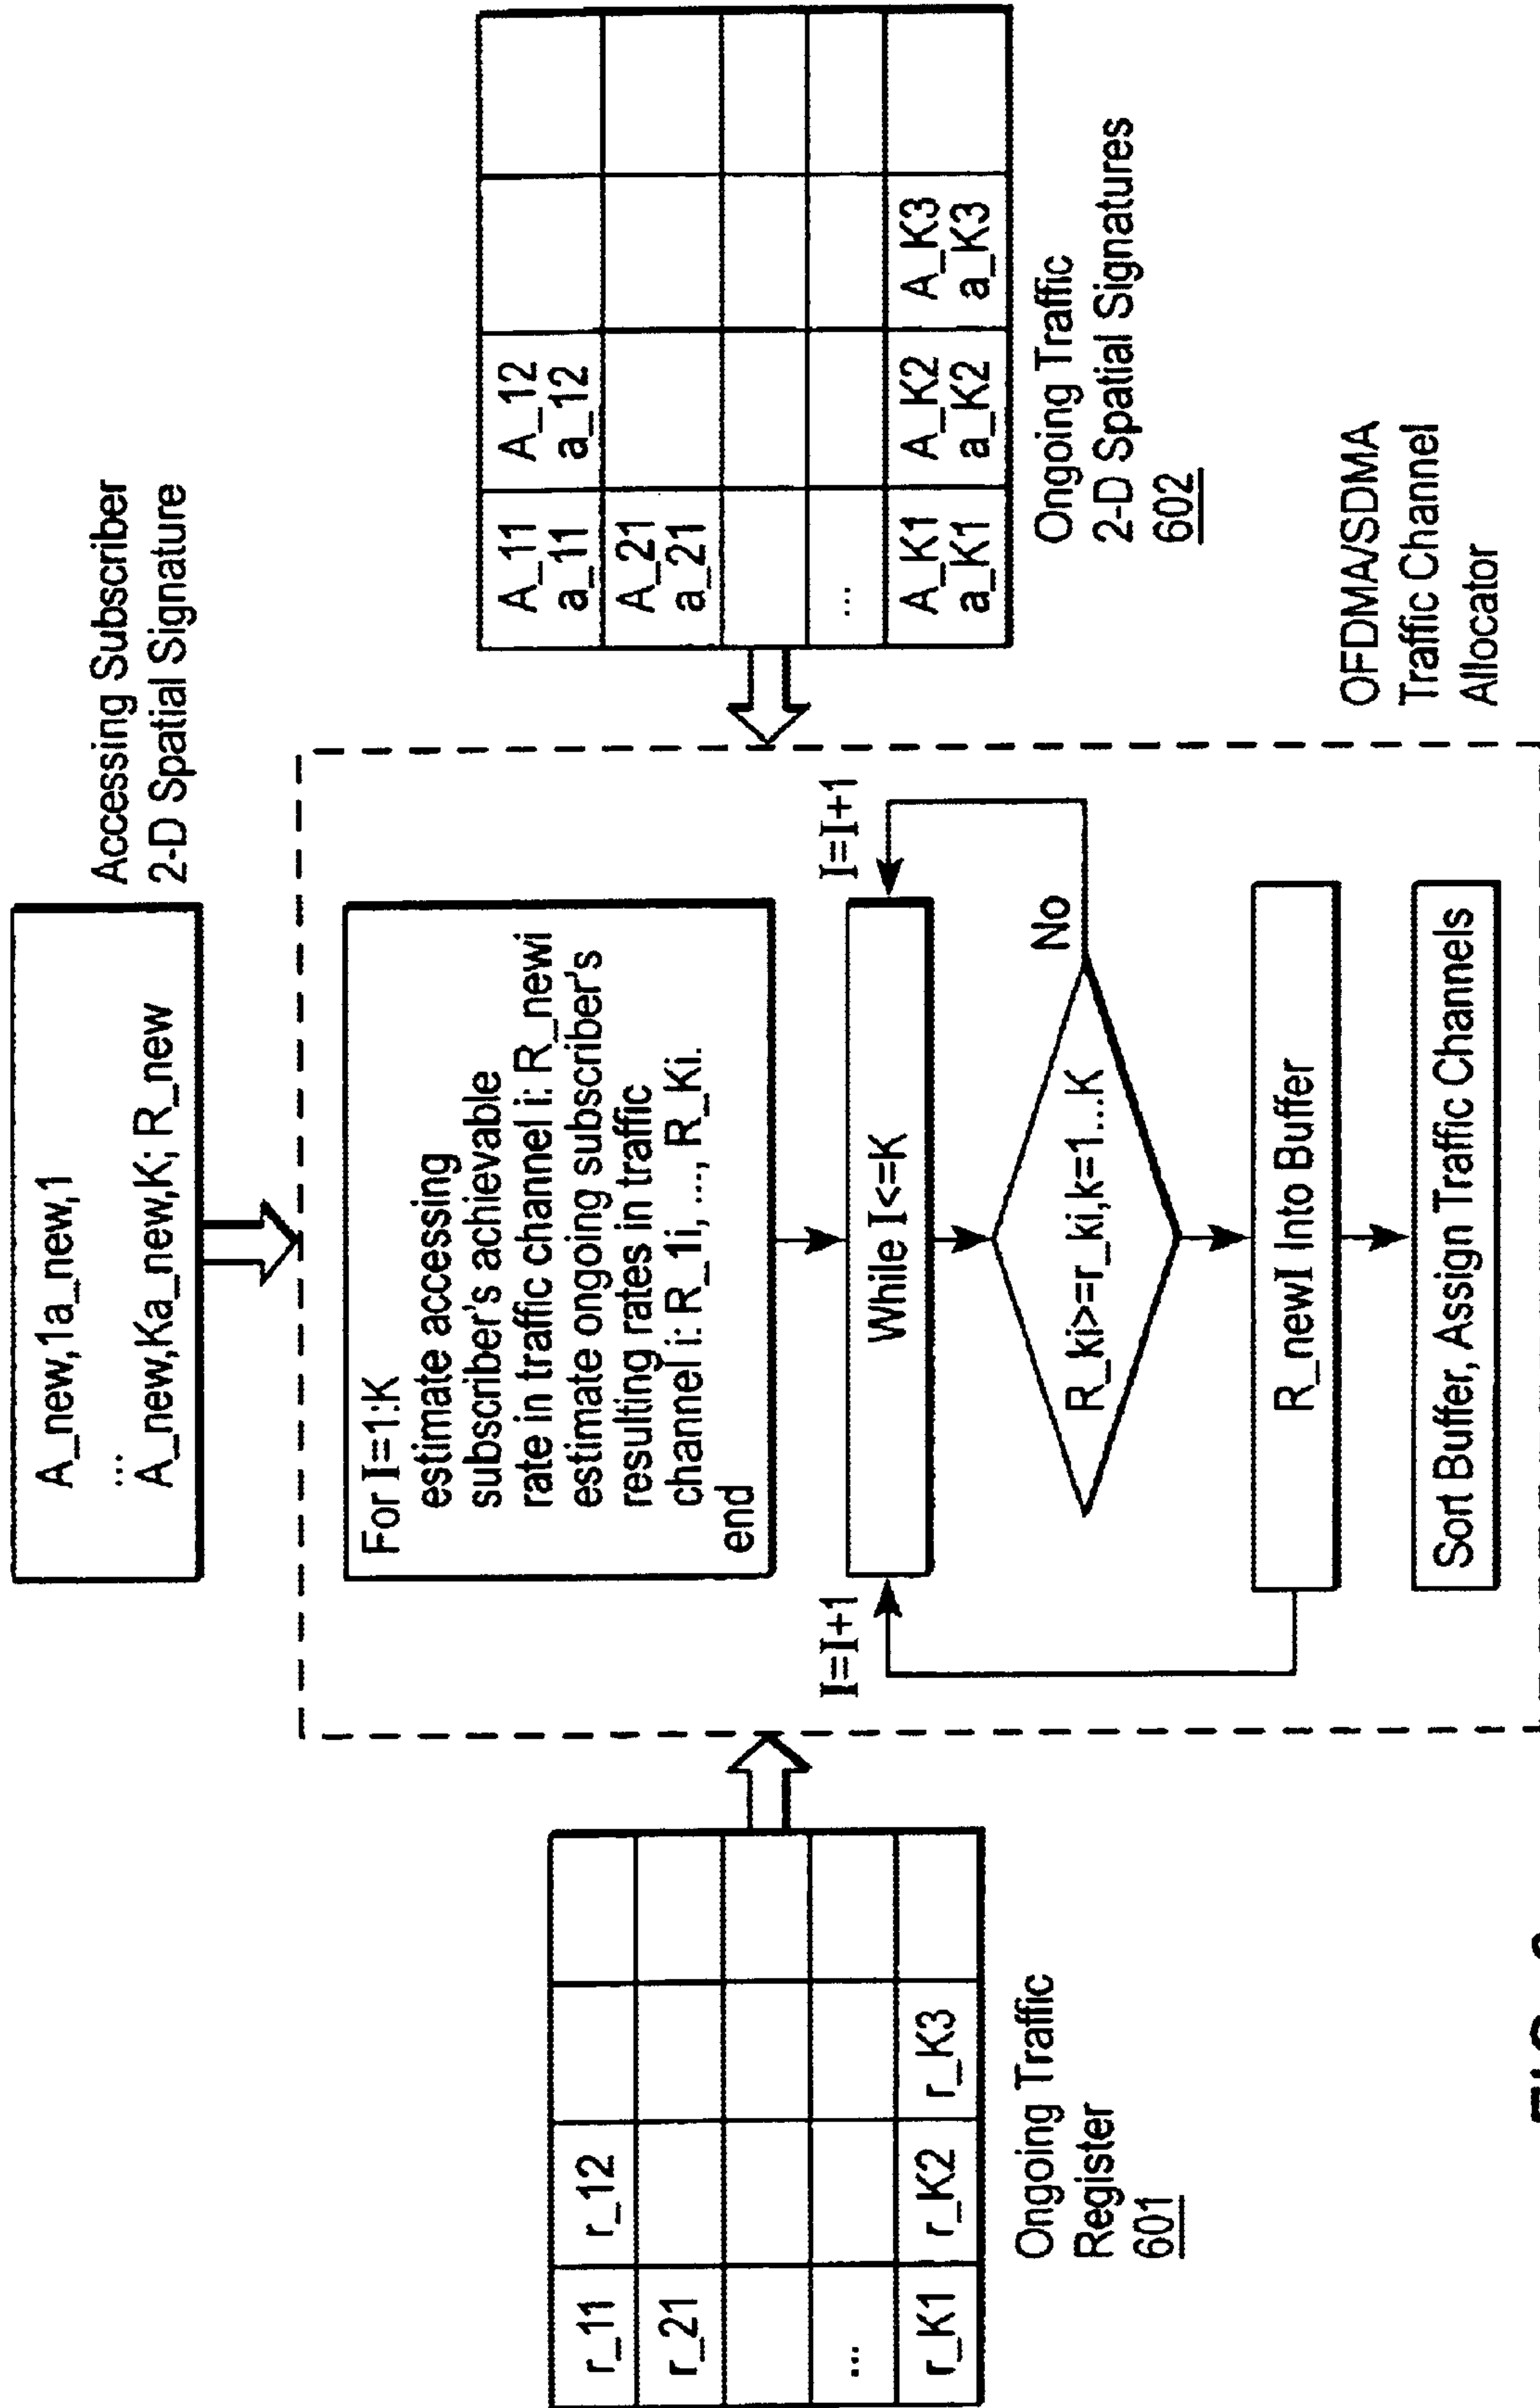 A_new,1a_new,1
...
A_new,Ka_new,K; R_new
Accessing Subscriber
2-D Spatial Signature
r_11 r_12
r_21
...
r_K1 r_K2 r_K3
Ongoing Traffic
Register
601
For I=1:K
estimate accessing
subscriber's achievable
rate in traffic channel i: R_newi
estimate ongoing subscriber's
resulting rates in traffic
channel i: R_1i, ..., R_Ki.
end
I=I+1
While I<=K
I=I+1
R_ki>=r_ki,k=1...K
No
R_newI Into Buffer
Sort Buffer, Assign Traffic Channels
A_11 A_12
a_11 a_12
A_21
a_21
...
A_K1 A_K2 A_K3
a_K1 a_K2 a_K3
Ongoing Traffic
2-D Spatial Signatures
602
OFDMA/SDMA
Traffic Channel
Allocator